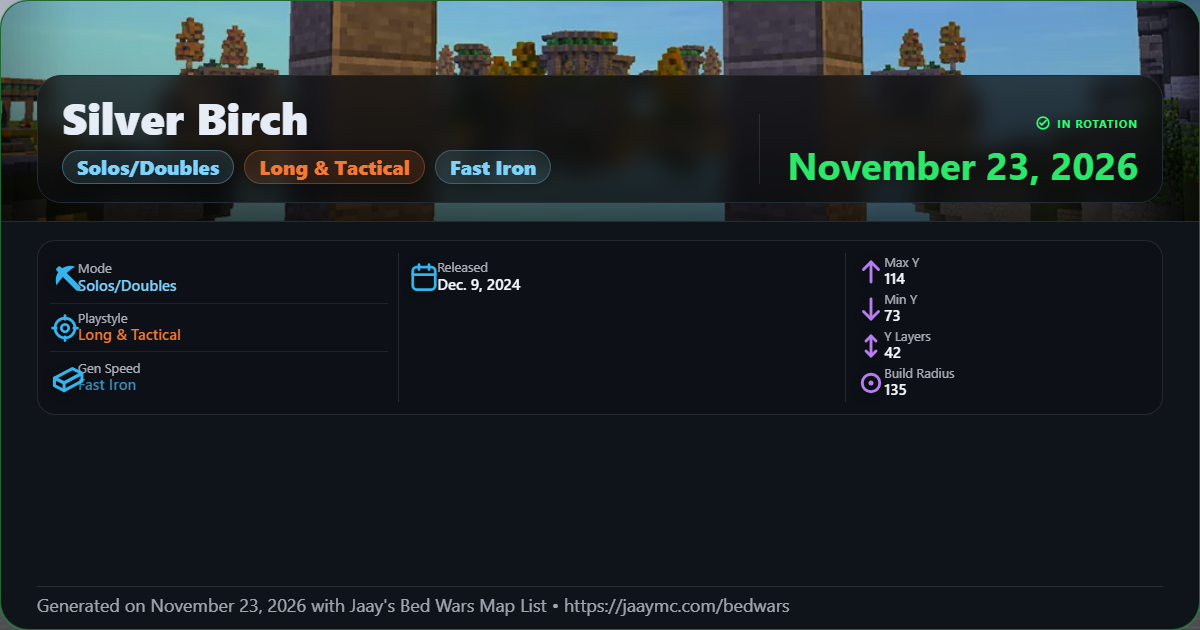 Silver Birch
Solos/Doubles
Long & Tactical
Fast Iron
IN ROTATION
November 23, 2026
Mode
Solos/Doubles
Playstyle
Long & Tactical
Gen Speed
Fast Iron
Released
Dec. 9, 2024
Max Y
114
Min Y
73
Y Layers
42
Build Radius
135
Generated on November 23, 2026 with Jaay's Bed Wars Map List • https://jaaymc.com/bedwars